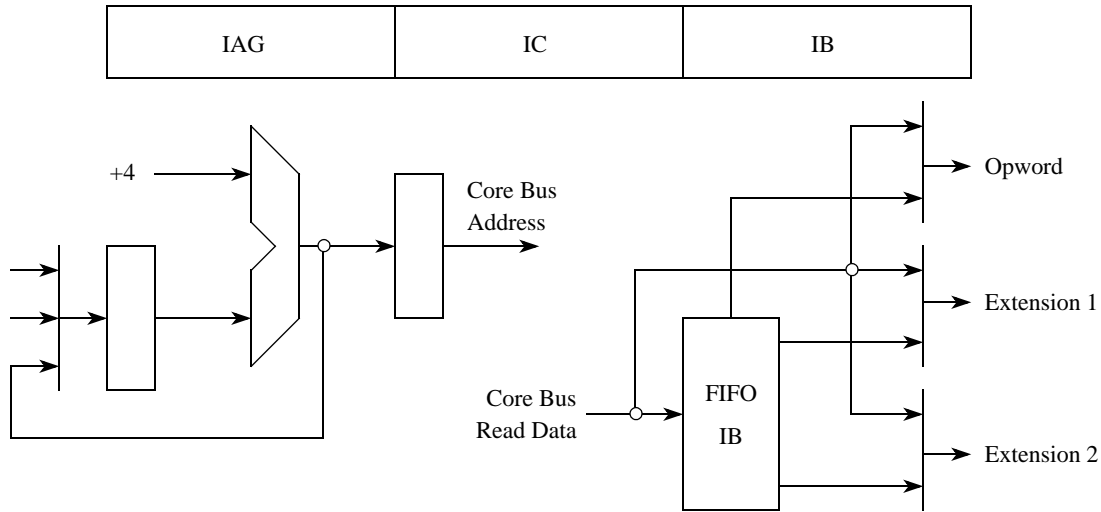 IAG
IC
IB
+4
Core Bus
Address
Opword
Extension 1
Core Bus
Read Data
FIFO
IB
Extension 2